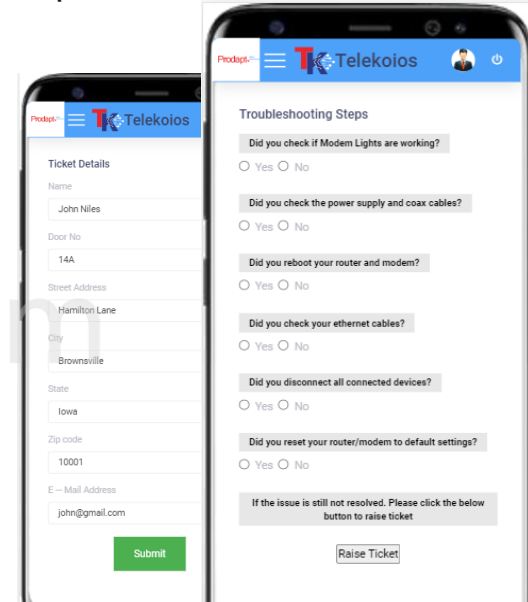 Prodapt
TK Telekoios
Ticket Details
Name
John Niles
Door No
14A
Street Address
Hamilton Lane
City
Brownsville
State
Iowa
Zip code
10001
E – Mail Address
john@gmail.com
Submit
Prodapt
TK Telekoios
Troubleshooting Steps
Did you check if Modem Lights are working?
Yes No
Did you check the power supply and coax cables?
Yes No
Did you reboot your router and modem?
Yes No
Did you check your ethernet cables?
Yes No
Did you disconnect all connected devices?
Yes No
Did you reset your router/modem to default settings?
Yes No
If the issue is still not resolved. Please click the below
button to raise ticket
Raise Ticket